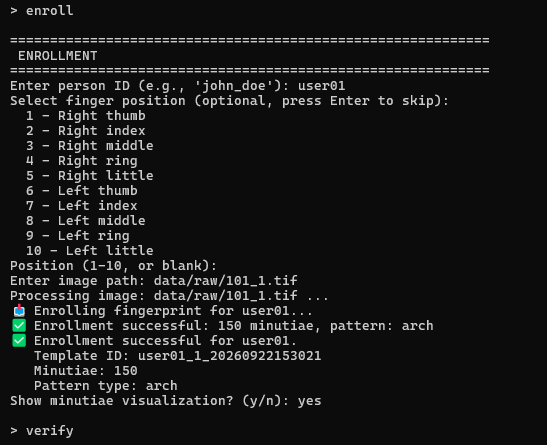 > enroll
============================================================
 ENROLLMENT
============================================================
Enter person ID (e.g., 'john_doe'): user01
Select finger position (optional, press Enter to skip):
  1 - Right thumb
  2 - Right index
  3 - Right middle
  4 - Right ring
  5 - Right little
  6 - Left thumb
  7 - Left index
  8 - Left middle
  9 - Left ring
  10 - Left little
Position (1-10, or blank):
Enter image path: data/raw/101_1.tif
Processing image: data/raw/101_1.tif ...
📥 Enrolling fingerprint for user01...
✅ Enrollment successful: 150 minutiae, pattern: arch
✅ Enrollment successful for user01.
   Template ID: user01_1_20260922153021
   Minutiae: 150
   Pattern type: arch
Show minutiae visualization? (y/n): yes
> verify